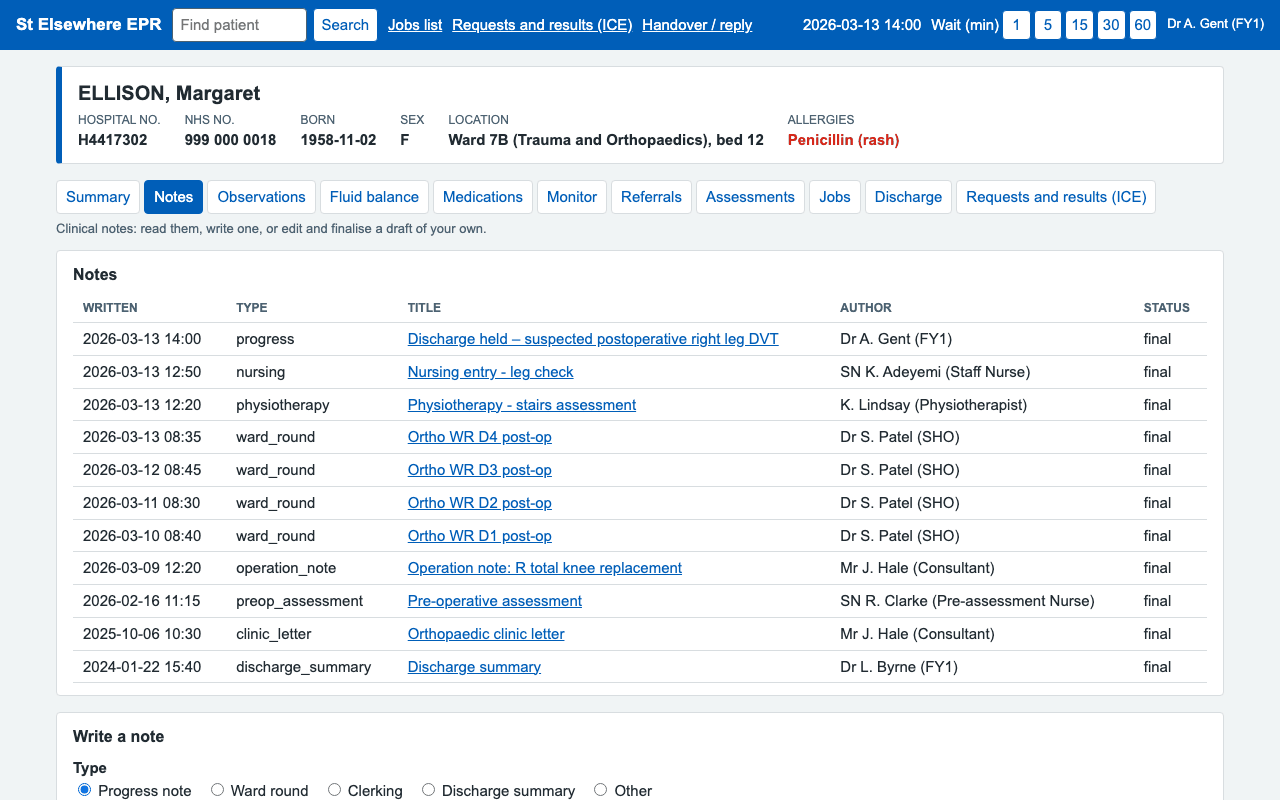 St Elsewhere EPR Find patient Search Jobs list Requests and results (ICE) Handover / reply 2026-03-13 14:00 Wait (min) 1 5 15 30 60 Dr A. Gent (FY1)
ELLISON, Margaret
HOSPITAL NO. NHS NO. BORN SEX LOCATION ALLERGIES
H4417302 999 000 0018 1958-11-02 F Ward 7B (Trauma and Orthopaedics), bed 12 Penicillin (rash)
Summary Notes Observations Fluid balance Medications Monitor Referrals Assessments Jobs Discharge Requests and results (ICE)
Clinical notes: read them, write one, or edit and finalise a draft of your own.
Notes
WRITTEN TYPE TITLE AUTHOR STATUS
2026-03-13 14:00 progress Discharge held – suspected postoperative right leg DVT Dr A. Gent (FY1) final
2026-03-13 12:50 nursing Nursing entry - leg check SN K. Adeyemi (Staff Nurse) final
2026-03-13 12:20 physiotherapy Physiotherapy - stairs assessment K. Lindsay (Physiotherapist) final
2026-03-13 08:35 ward_round Ortho WR D4 post-op Dr S. Patel (SHO) final
2026-03-12 08:45 ward_round Ortho WR D3 post-op Dr S. Patel (SHO) final
2026-03-11 08:30 ward_round Ortho WR D2 post-op Dr S. Patel (SHO) final
2026-03-10 08:40 ward_round Ortho WR D1 post-op Dr S. Patel (SHO) final
2026-03-09 12:20 operation_note Operation note: R total knee replacement Mr J. Hale (Consultant) final
2026-02-16 11:15 preop_assessment Pre-operative assessment SN R. Clarke (Pre-assessment Nurse) final
2025-10-06 10:30 clinic_letter Orthopaedic clinic letter Mr J. Hale (Consultant) final
2024-01-22 15:40 discharge_summary Discharge summary Dr L. Byrne (FY1) final
Write a note
Type
Progress note Ward round Clerking Discharge summary Other